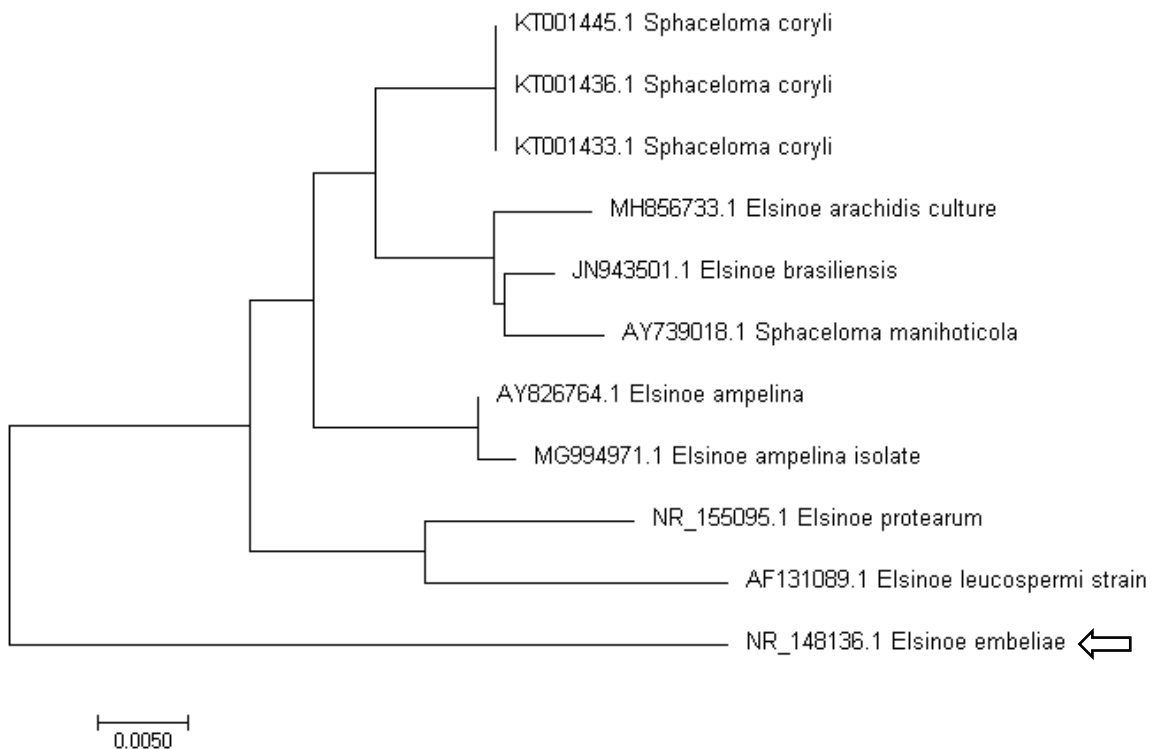 KT001445.1 Sphaceloma coryli
KT001436.1 Sphaceloma coryli
KT001433.1 Sphaceloma coryli
MH856733.1 Elsinoe arachidis culture
JN943501.1 Elsinoe brasiliensis
AY739018.1 Sphaceloma manihoticola
AY826764.1 Elsinoe ampelina
MG994971.1 Elsinoe ampelina isolate
NR_155095.1 Elsinoe protearum
AF131089.1 Elsinoe leucospermi strain
NR_148136.1 Elsinoe embeliae
0.0050